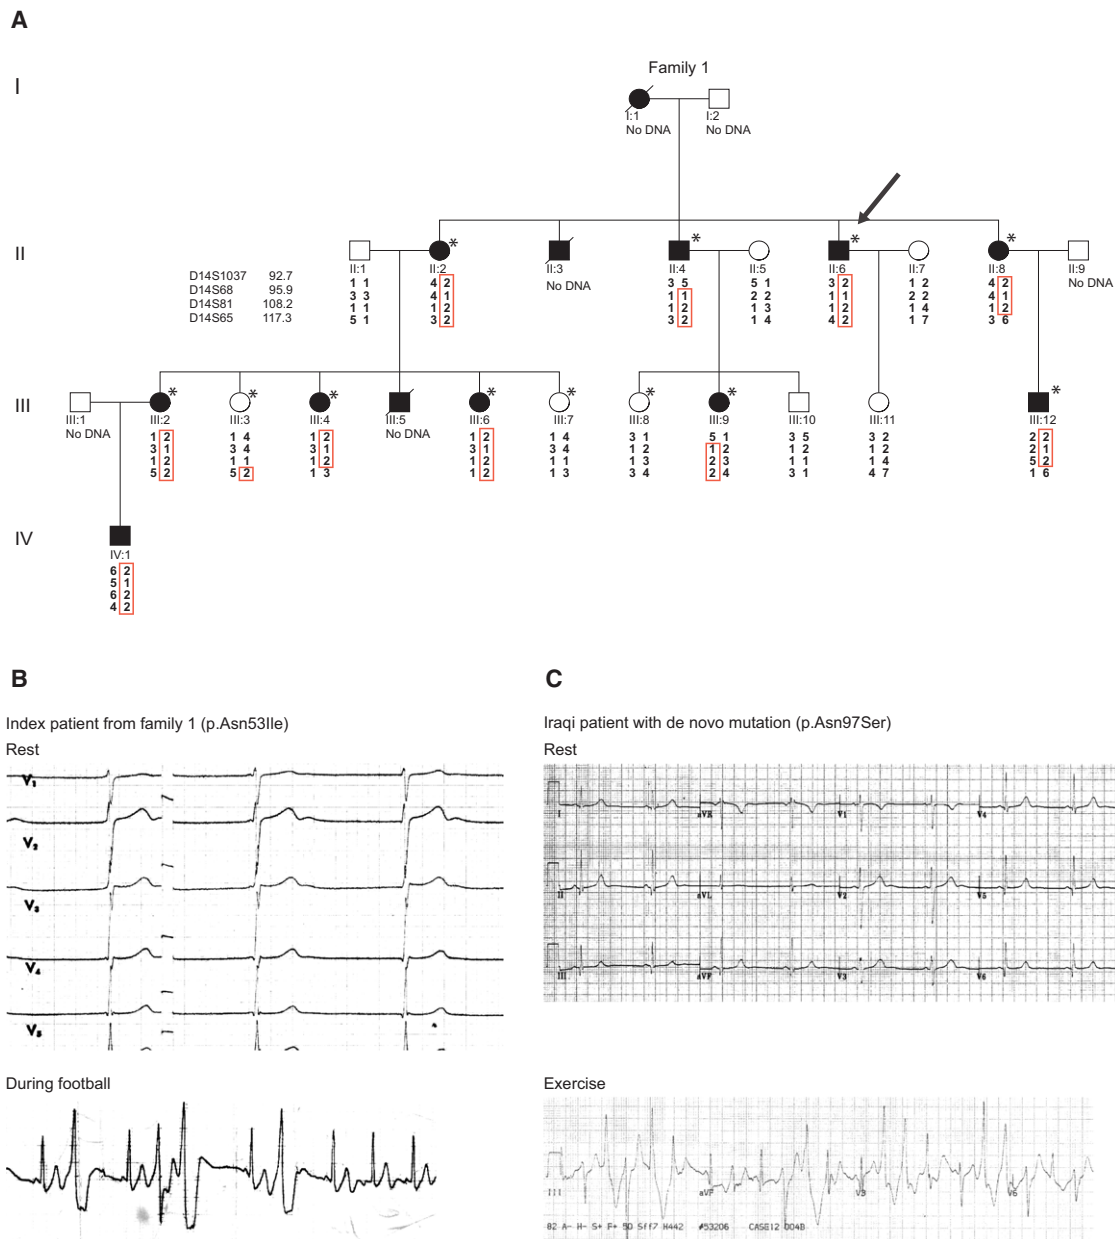 A
Family 1
I
I:1
No DNA
I:2
No DNA
II
D14S1037 92.7
D14S68 95.9
D14S81 108.2
D14S65 117.3
II:1
1 1
3 3
1 1
5 1
*
II:2
4 2
4 1
1 2
3 2
II:3
No DNA
*
II:4
3 5
1 1
1 2
3 2
II:5
5 1
2 2
1 3
1 4
*
II:6
3 2
1 1
1 2
4 2
II:7
1 2
2 2
1 4
1 7
*
II:8
4 2
4 1
1 2
3 6
II:9
No DNA
III
III:1
No DNA
*
III:2
1 2
3 1
1 2
5 2
*
III:3
1 4
3 4
1 1
5 2
*
III:4
1 2
3 1
1 2
1 3
III:5
No DNA
*
III:6
1 2
3 1
1 2
1 2
*
III:7
1 4
3 4
1 1
1 3
*
III:8
3 1
1 2
1 3
3 4
*
III:9
5 1
1 2
2 3
2 4
III:10
3 5
1 2
1 1
3 1
III:11
3 2
1 2
1 4
4 7
*
III:12
2 2
2 1
5 2
1 6
IV
IV:1
6 2
5 1
6 2
4 2
B
Index patient from family 1 (p.Asn53Ile)
Rest
V1
V2
V3
V4
V5
During football
C
Iraqi patient with de novo mutation (p.Asn97Ser)
Rest
I aVR V1 V4
II aVL V2 V5
III aVF V3 V6
Exercise
III aVF V3 V6
82 A- H- S+ F+ 50 Sff7 H442 #53206 CASE12 004B